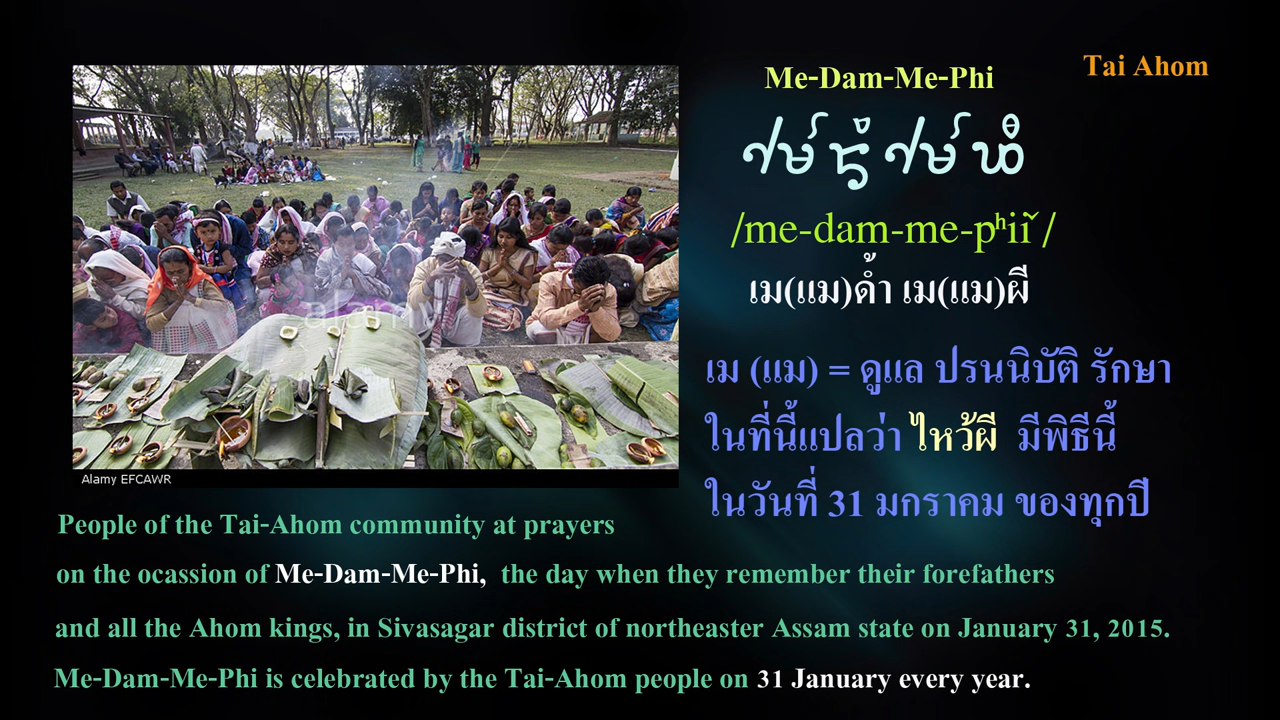 Tai Ahom
Me-Dam-Me-Phi
/me-dam-me-pʰiiˇ/
เม(แม)ด้ำ เม(แม)ผี
เม (แม) = ดูแล ปรนนิบัติ รักษา
ในที่นี้แปลว่า ไหว้ผี มีพิธีนี้
ในวันที่ 31 มกราคม ของทุกปี
alamy
Alamy EFCAWR
People of the Tai-Ahom community at prayers
on the ocassion of Me-Dam-Me-Phi, the day when they remember their forefathers
and all the Ahom kings, in Sivasagar district of northeaster Assam state on January 31, 2015.
Me-Dam-Me-Phi is celebrated by the Tai-Ahom people on 31 January every year.